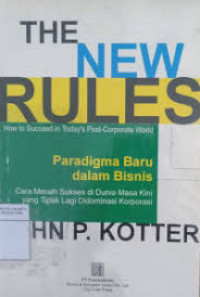 THE
NEW
RULES
How to Succeed in Today's Post-Corporate World
Paradigma Baru
dalam Bisnis
Cara Meraih Sukses di Dunia Masa Kini
yang Tidak Lagi Didominasi Korporasi
HN P. KOTTER